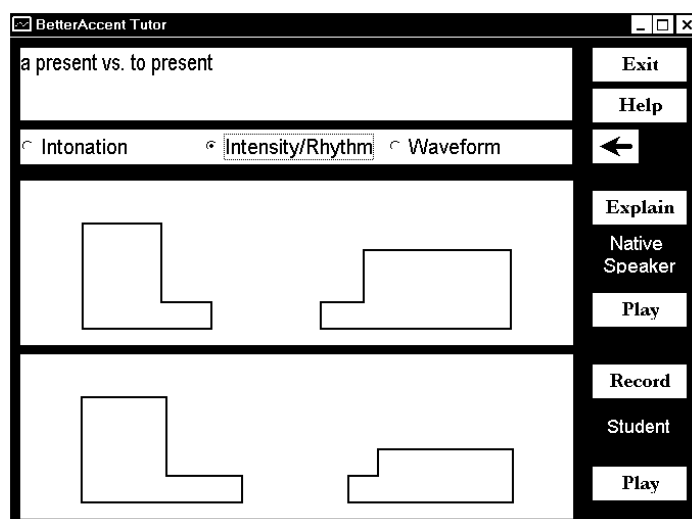 BetterAccent Tutor
a present vs. to present
Exit
Help
Intonation
Intensity/Rhythm
Waveform
Explain
Native
Speaker
Play
Record
Student
Play